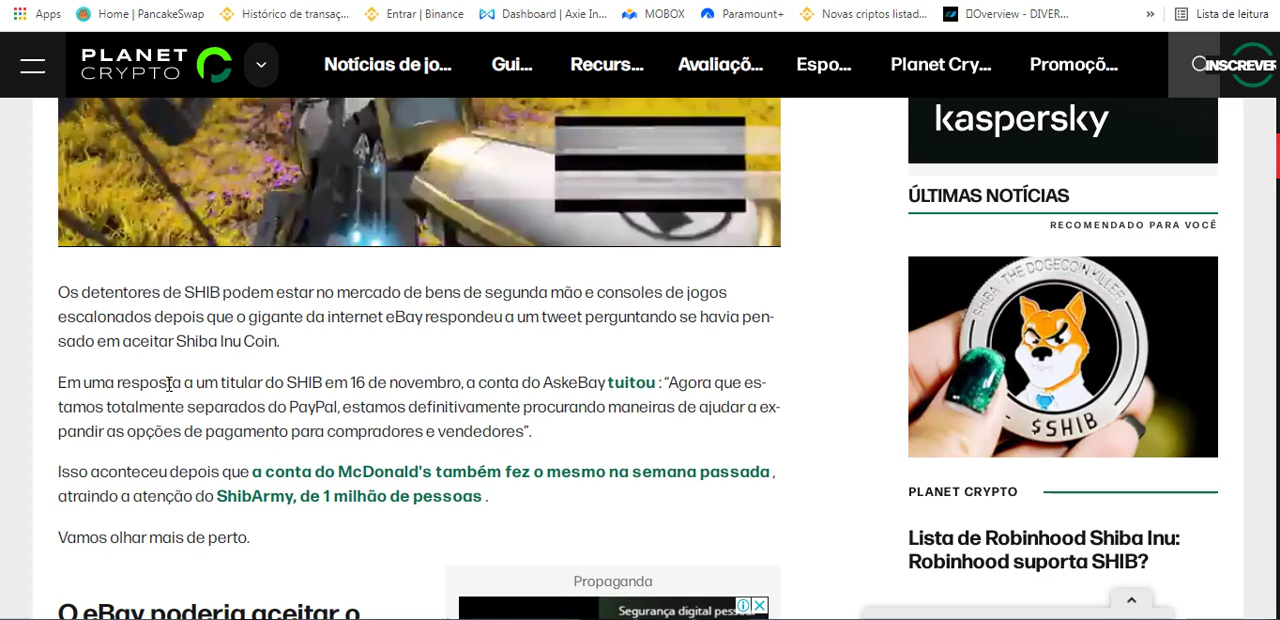 Apps Home | PancakeSwap Histórico de transaç... Entrar | Binance Dashboard | Axie In... MOBOX Paramount+ Novas criptos listad... Overview - DIVER... » Lista de leitura
PLANET
CRYPTO
Notícias de jo... Gui... Recurs... Avaliaçõ... Espo... Planet Cry... Promoçõ... INSCREVER
kaspersky
ÚLTIMAS NOTÍCIAS
RECOMENDADO PARA VOCÊ
Os detentores de SHIB podem estar no mercado de bens de segunda mão e consoles de jogos
escalonados depois que o gigante da internet eBay respondeu a um tweet perguntando se havia pen-
sado em aceitar Shiba Inu Coin.
Em uma resposta a um titular do SHIB em 16 de novembro, a conta do AskeBay tuitou : “Agora que es-
tamos totalmente separados do PayPal, estamos definitivamente procurando maneiras de ajudar a ex-
pandir as opções de pagamento para compradores e vendedores”.
Isso aconteceu depois que a conta do McDonald's também fez o mesmo na semana passada ,
atraindo a atenção do ShibArmy, de 1 milhão de pessoas .
Vamos olhar mais de perto.
O eBay poderia aceitar o
Propaganda
Segurança digital pes
SHIBA THE DOGECOIN KILLER
$SHIB
PLANET CRYPTO
Lista de Robinhood Shiba Inu:
Robinhood suporta SHIB?